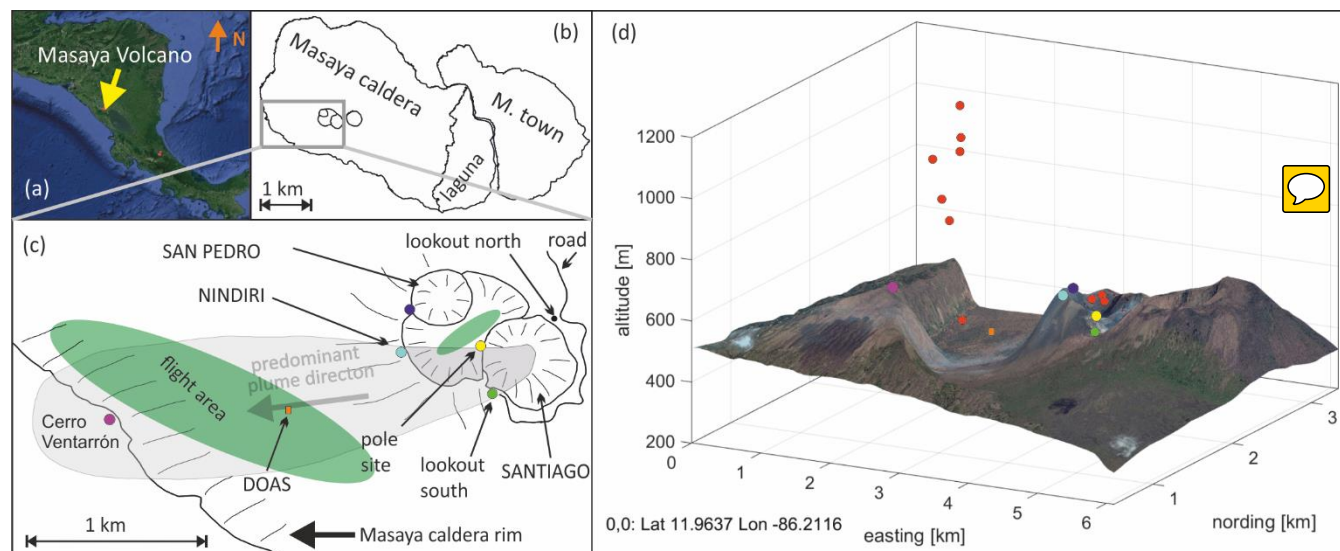 (a)
N
Masaya Volcano
(b)
Masaya caldera
M. town
laguna
1 km
(c)
SAN PEDRO
lookout north
road
NINDIRI
predominant
plume directon
flight area
Cerro
Ventarrón
DOAS
pole
site
lookout
south
SANTIAGO
1 km
Masaya caldera rim
(d)
1200
1000
800
600
400
200
altitude [m]
0
1
2
3
4
5
6
easting [km]
1
2
3
nording [km]
0,0: Lat 11.9637 Lon -86.2116